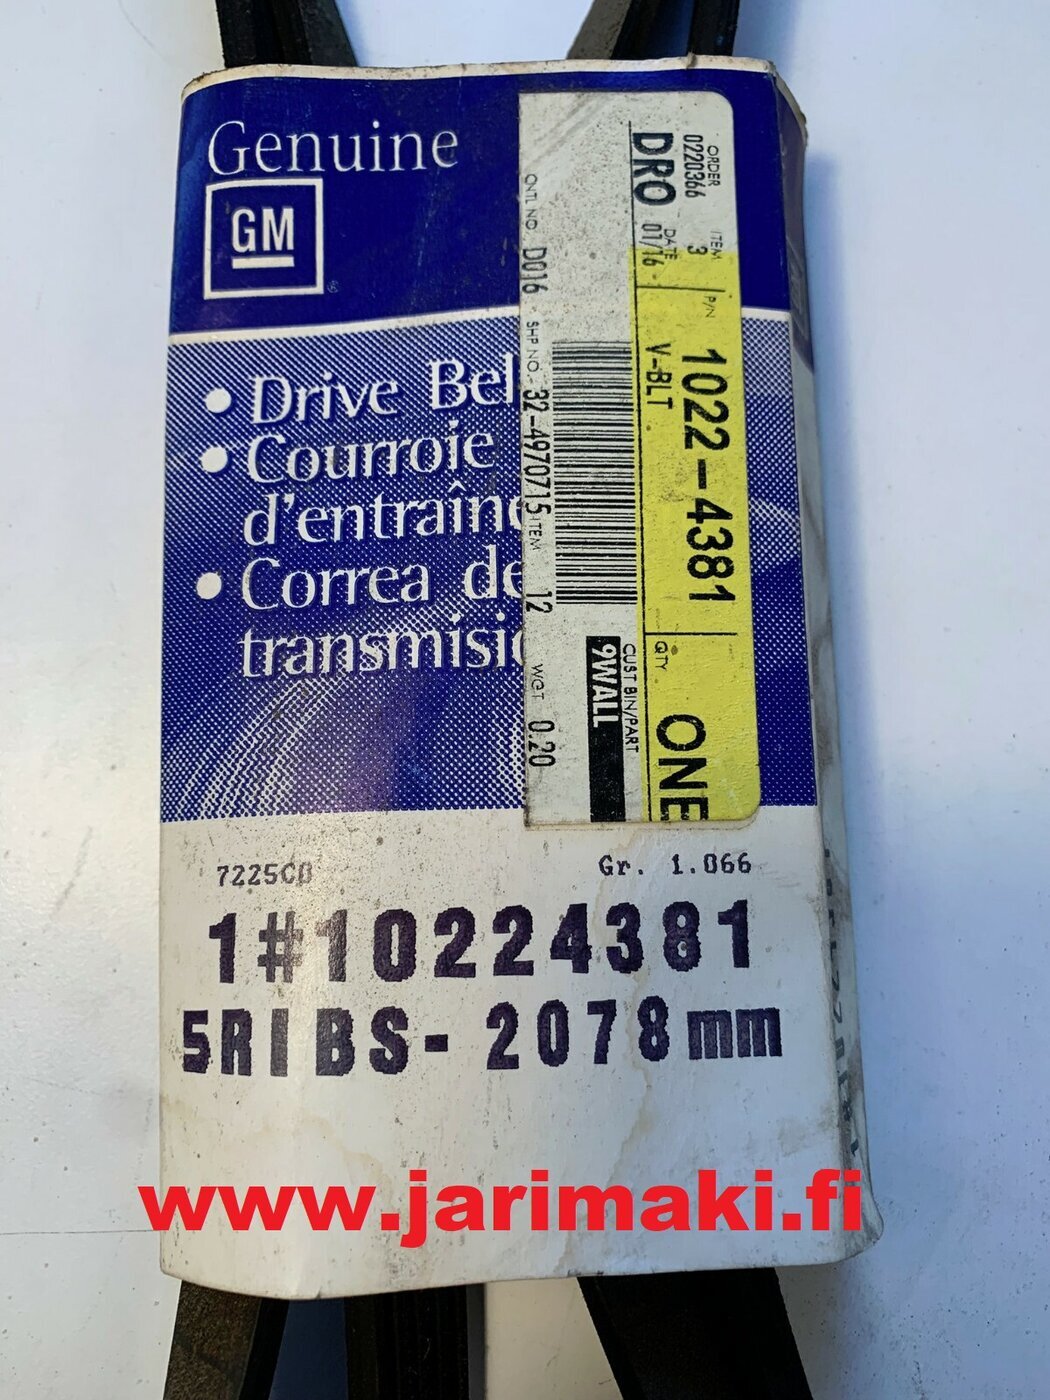 Genuine
GM
• Drive Bel
• Courroie
d'entraîne
• Correa de
transmisió
ORDER
0220366
ITEM
3
DRO
DATE
01/16
P/N
1022-4381
V-BLT
QTY
ONE
CUST BIN/PART
9WALL
CNTL NO. D016 SHP NO. 32-4970715 ITEM 12 WGT. 0.20
7225CD Gr. 1.066
1#10224381
5RIBS-2078mm
www.jarimaki.fi